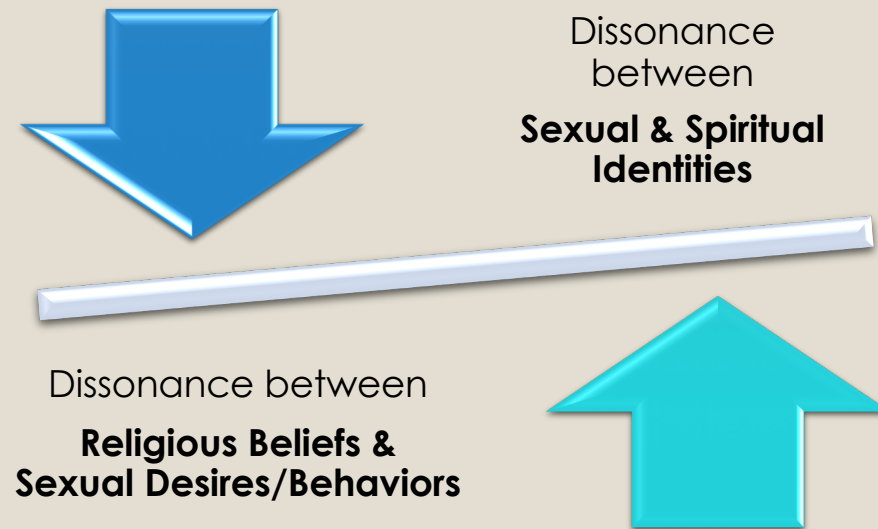 Dissonance
between
Sexual & Spiritual
Identities
Dissonance between
Religious Beliefs &
Sexual Desires/Behaviors